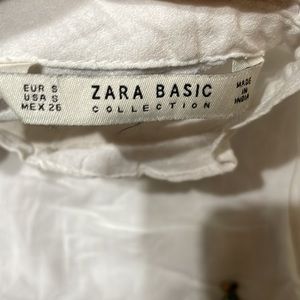 EUR S
USA S
MEX 26
ZARA BASIC
COLLECTION
MADE
IN
INDIA